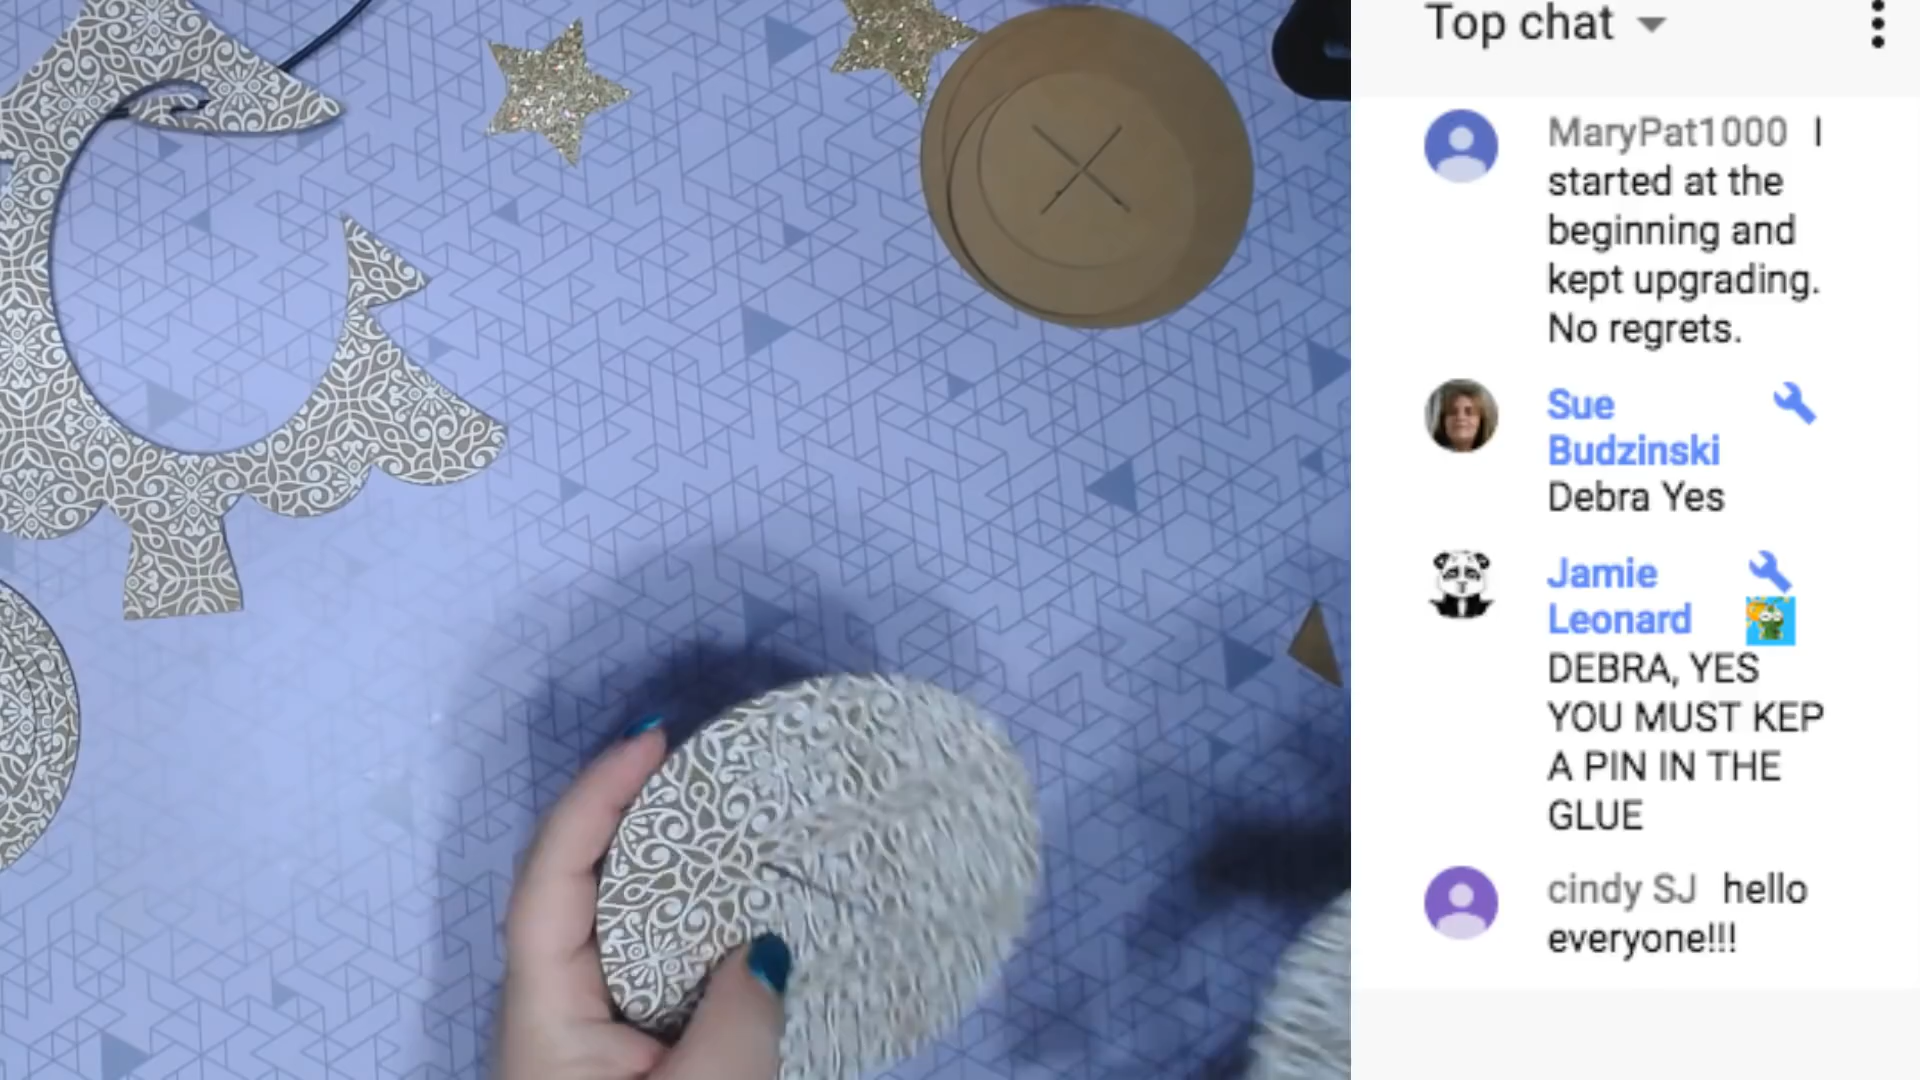 Top chat
MaryPat1000 I
started at the
beginning and
kept upgrading.
No regrets.
Sue
Budzinski
Debra Yes
Jamie
Leonard
DEBRA, YES
YOU MUST KEP
A PIN IN THE
GLUE
cindy SJ hello
everyone!!!